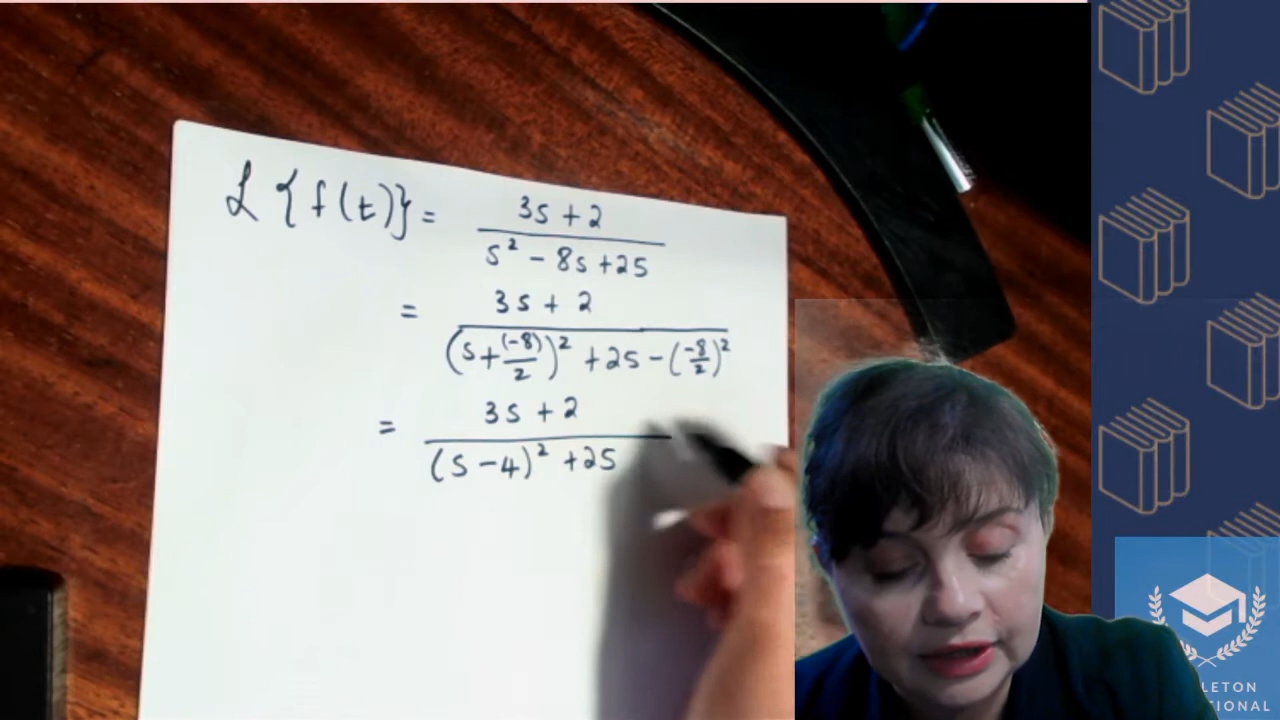 ℒ {f(t)} = 3s + 2
s² − 8s + 25
= 3s + 2
(s + (-8)/2)² + 25 − (-8/2)²
= 3s + 2
(s − 4)² + 25
LETON
TIONAL